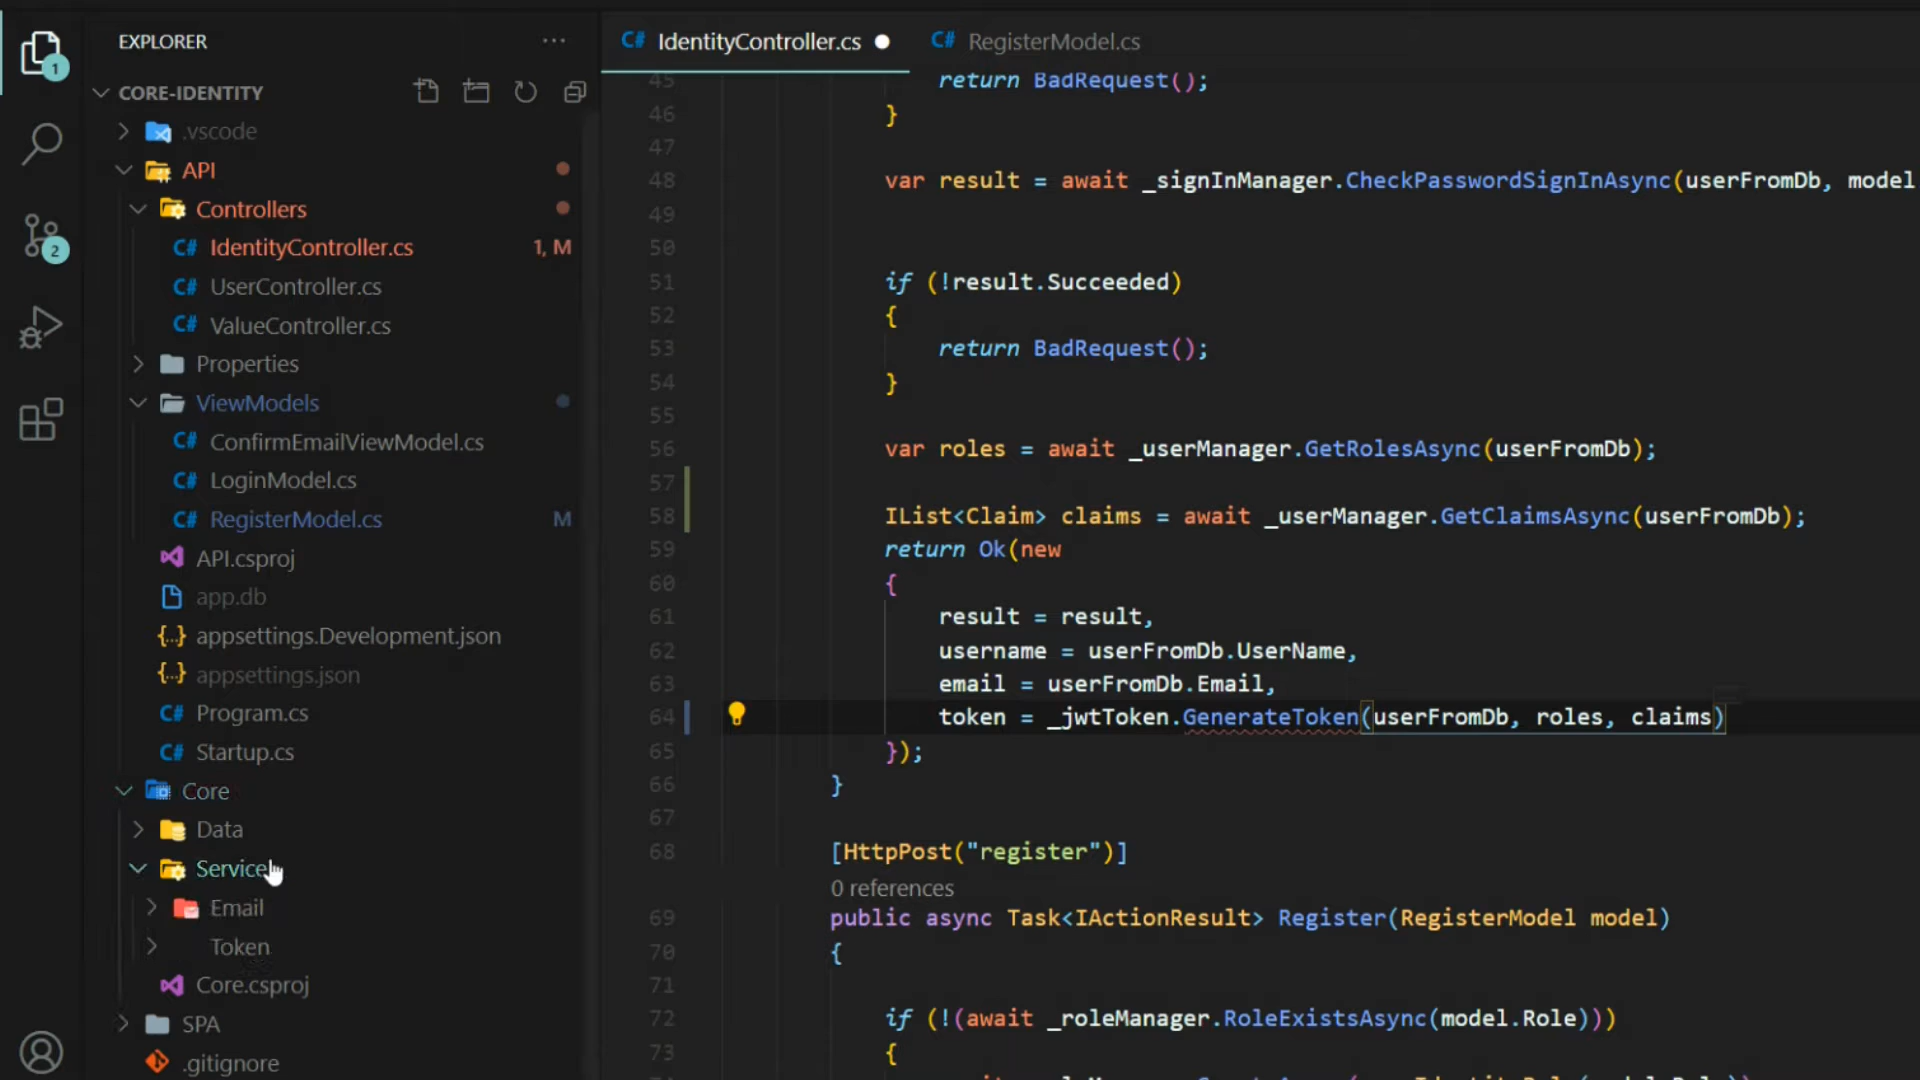 EXPLORER
CORE-IDENTITY
.vscode
API
Controllers
C# IdentityController.cs 1, M
C# UserController.cs
C# ValueController.cs
Properties
ViewModels
C# ConfirmEmailViewModel.cs
C# LoginModel.cs
C# RegisterModel.cs M
API.csproj
app.db
{..} appsettings.Development.json
{..} appsettings.json
C# Program.cs
C# Startup.cs
Core
Data
Service
Email
Token
Core.csproj
SPA
.gitignore
1
2
C# IdentityController.cs
C# RegisterModel.cs
45 return BadRequest();
46 }
47
48 var result = await _signInManager.CheckPasswordSignInAsync(userFromDb, model
49
50
51 if (!result.Succeeded)
52 {
53 return BadRequest();
54 }
55
56 var roles = await _userManager.GetRolesAsync(userFromDb);
57
58 IList<Claim> claims = await _userManager.GetClaimsAsync(userFromDb);
59 return Ok(new
60 {
61 result = result,
62 username = userFromDb.UserName,
63 email = userFromDb.Email,
64 token = _jwtToken.GenerateToken(userFromDb, roles, claims)
65 });
66 }
67
68 [HttpPost("register")]
0 references
69 public async Task<IActionResult> Register(RegisterModel model)
70 {
71
72 if (!(await _roleManager.RoleExistsAsync(model.Role)))
73 {